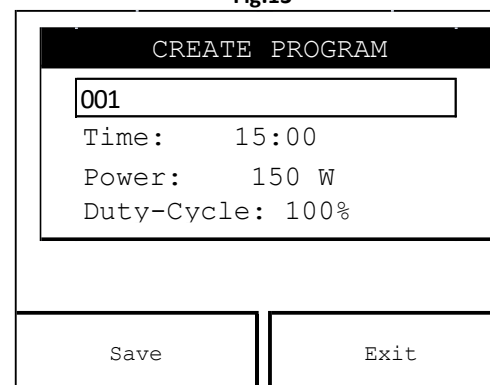 CREATE PROGRAM
001
Time: 15:00
Power: 150 W
Duty-Cycle: 100%
Save Exit